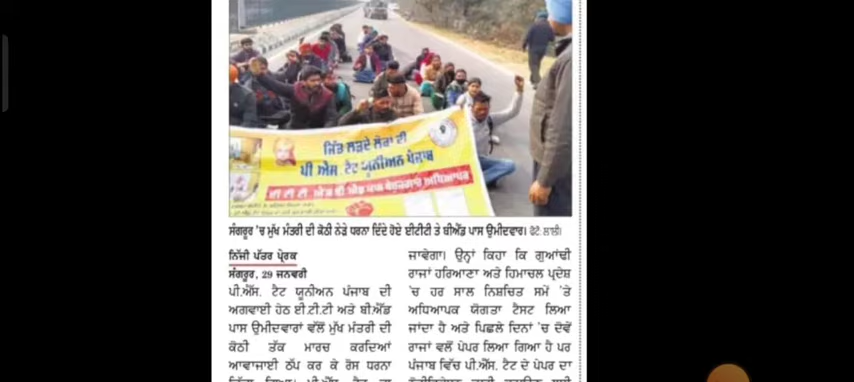 ਜਿੱਤ ਲੜਦੇ ਲੋਕਾਂ ਦੀ
ਪੀ ਐਸ. ਟੈਟ ਯੂਨੀਅਨ ਪੰਜਾਬ
ਸੰਗਰੂਰ 'ਚ ਮੁੱਖ ਮੰਤਰੀ ਦੀ ਕੋਠੀ ਨੇੜੇ ਧਰਨਾ ਦਿੰਦੇ ਹੋਏ ਈਟੀਟੀ ਤੇ ਬੀਐੱਡ ਪਾਸ ਉਮੀਦਵਾਰ। ਫੋਟੋ: ਲਾਲੀ।
ਨਿੱਜੀ ਪੱਤਰ ਪ੍ਰੇਰਕ
ਸੰਗਰੂਰ, 29 ਜਨਵਰੀ
ਪੀ.ਐੱਸ. ਟੈਟ ਯੂਨੀਅਨ ਪੰਜਾਬ ਦੀ
ਅਗਵਾਈ ਹੇਠ ਈ.ਟੀ.ਟੀ ਅਤੇ ਬੀ.ਐੱਡ
ਪਾਸ ਉਮੀਦਵਾਰਾਂ ਵੱਲੋਂ ਮੁੱਖ ਮੰਤਰੀ ਦੀ
ਕੋਠੀ ਤੱਕ ਮਾਰਚ ਕਰਦਿਆਂ
ਆਵਾਜਾਈ ਠੱਪ ਕਰ ਕੇ ਰੋਸ ਧਰਨਾ
ਜਾਵੇਗਾ। ਉਨ੍ਹਾਂ ਕਿਹਾ ਕਿ ਗੁਆਂਢੀ
ਰਾਜਾਂ ਹਰਿਆਣਾ ਅਤੇ ਹਿਮਾਚਲ ਪ੍ਰਦੇਸ਼
'ਚ ਹਰ ਸਾਲ ਨਿਸ਼ਚਿਤ ਸਮੇਂ 'ਤੇ
ਅਧਿਆਪਕ ਯੋਗਤਾ ਟੈਸਟ ਲਿਆ
ਜਾਂਦਾ ਹੈ ਅਤੇ ਪਿਛਲੇ ਦਿਨਾਂ 'ਚ ਦੋਵੇਂ
ਰਾਜਾਂ ਵਲੋਂ ਪੇਪਰ ਲਿਆ ਗਿਆ ਹੈ ਪਰ
ਪੰਜਾਬ ਵਿੱਚ ਪੀ.ਐੱਸ. ਟੈਟ ਦੇ ਪੇਪਰ ਦਾ